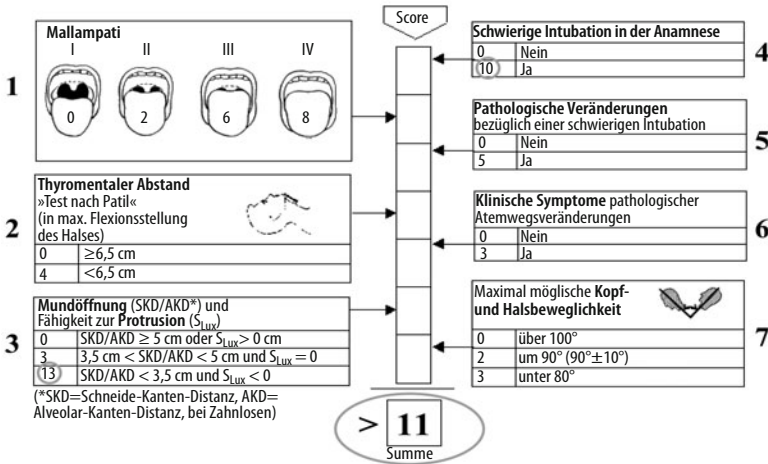 Score
1
Mallampati
I II III IV
0 2 6 8
2
Thyromentaler Abstand
»Test nach Patil«
(in max. Flexionsstellung
des Halses)
0 ≥6,5 cm
4 <6,5 cm
3
Mundöffnung (SKD/AKD*) und
Fähigkeit zur Protrusion (SLux)
0 SKD/AKD ≥ 5 cm oder SLux> 0 cm
3 3,5 cm < SKD/AKD < 5 cm und SLux = 0
13 SKD/AKD < 3,5 cm und SLux < 0
(*SKD=Schneide-Kanten-Distanz, AKD=
Alveolar-Kanten-Distanz, bei Zahnlosen)
Schwierige Intubation in der Anamnese
0 Nein
10 Ja
4
Pathologische Veränderungen
bezüglich einer schwierigen Intubation
0 Nein
5 Ja
5
Klinische Symptome pathologischer
Atemwegsveränderungen
0 Nein
3 Ja
6
Maximal mögliche Kopf-
und Halsbeweglichkeit
0 über 100°
2 um 90° (90°±10°)
3 unter 80°
7
> 11
Summe